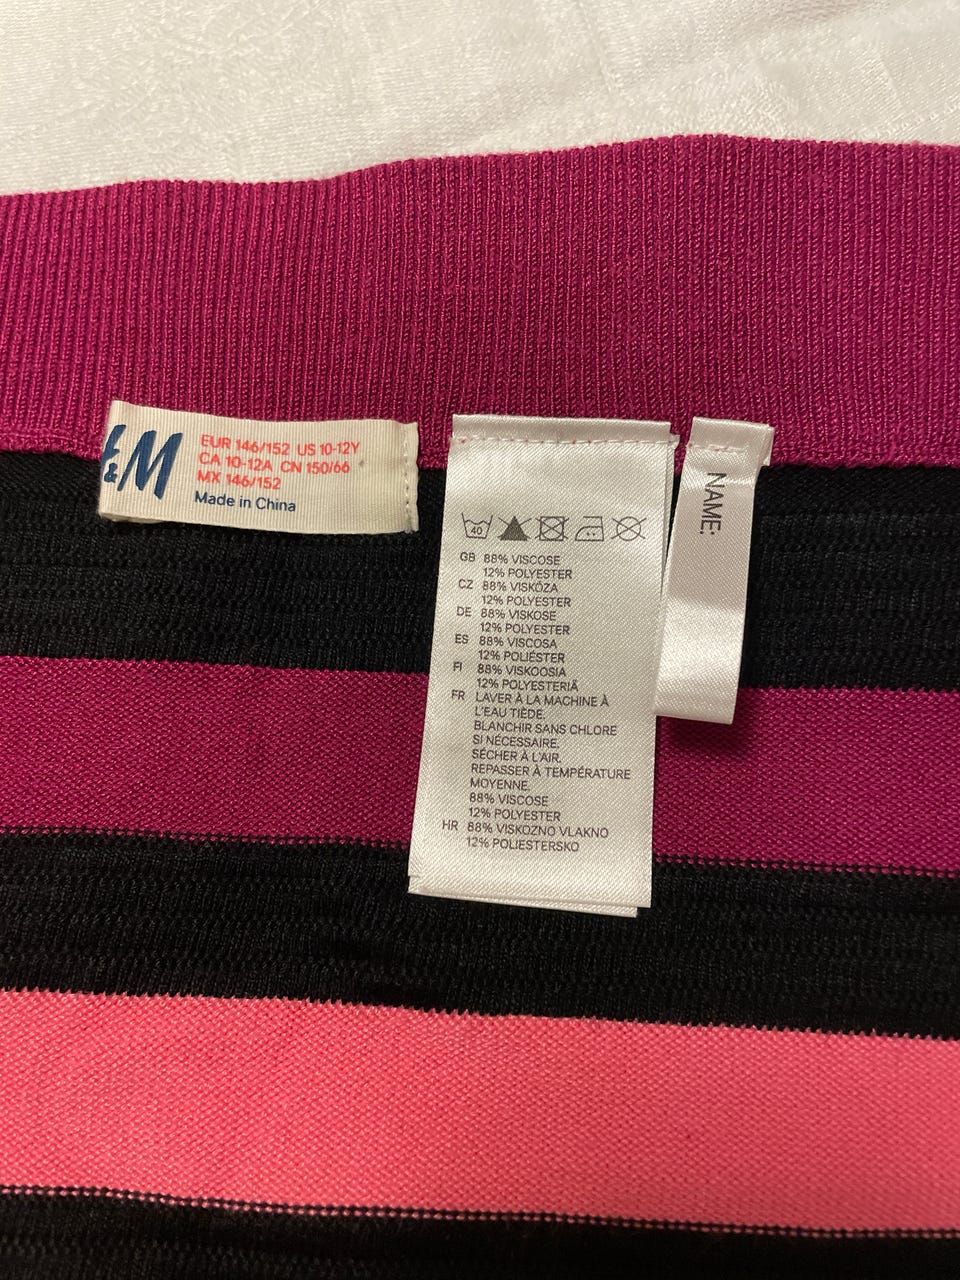 &M
EUR 146/152 US 10-12Y
CA 10-12A CN 150/66
MX 146/152
Made in China
40
GB 88% VISCOSE
12% POLYESTER
CZ 88% VISKÓZA
12% POLYESTER
DE 88% VISKOSE
12% POLYESTER
ES 88% VISCOSA
12% POLIÉSTER
FI 88% VISKOOSIA
12% POLYESTERIÄ
FR LAVER À LA MACHINE À
L'EAU TIÈDE.
BLANCHIR SANS CHLORE
SI NÉCESSAIRE.
SÉCHER À L'AIR.
REPASSER À TEMPÉRATURE
MOYENNE.
88% VISCOSE
12% POLYESTER
HR 88% VISKOZNO VLAKNO
12% POLIESTERSKO
NAME: